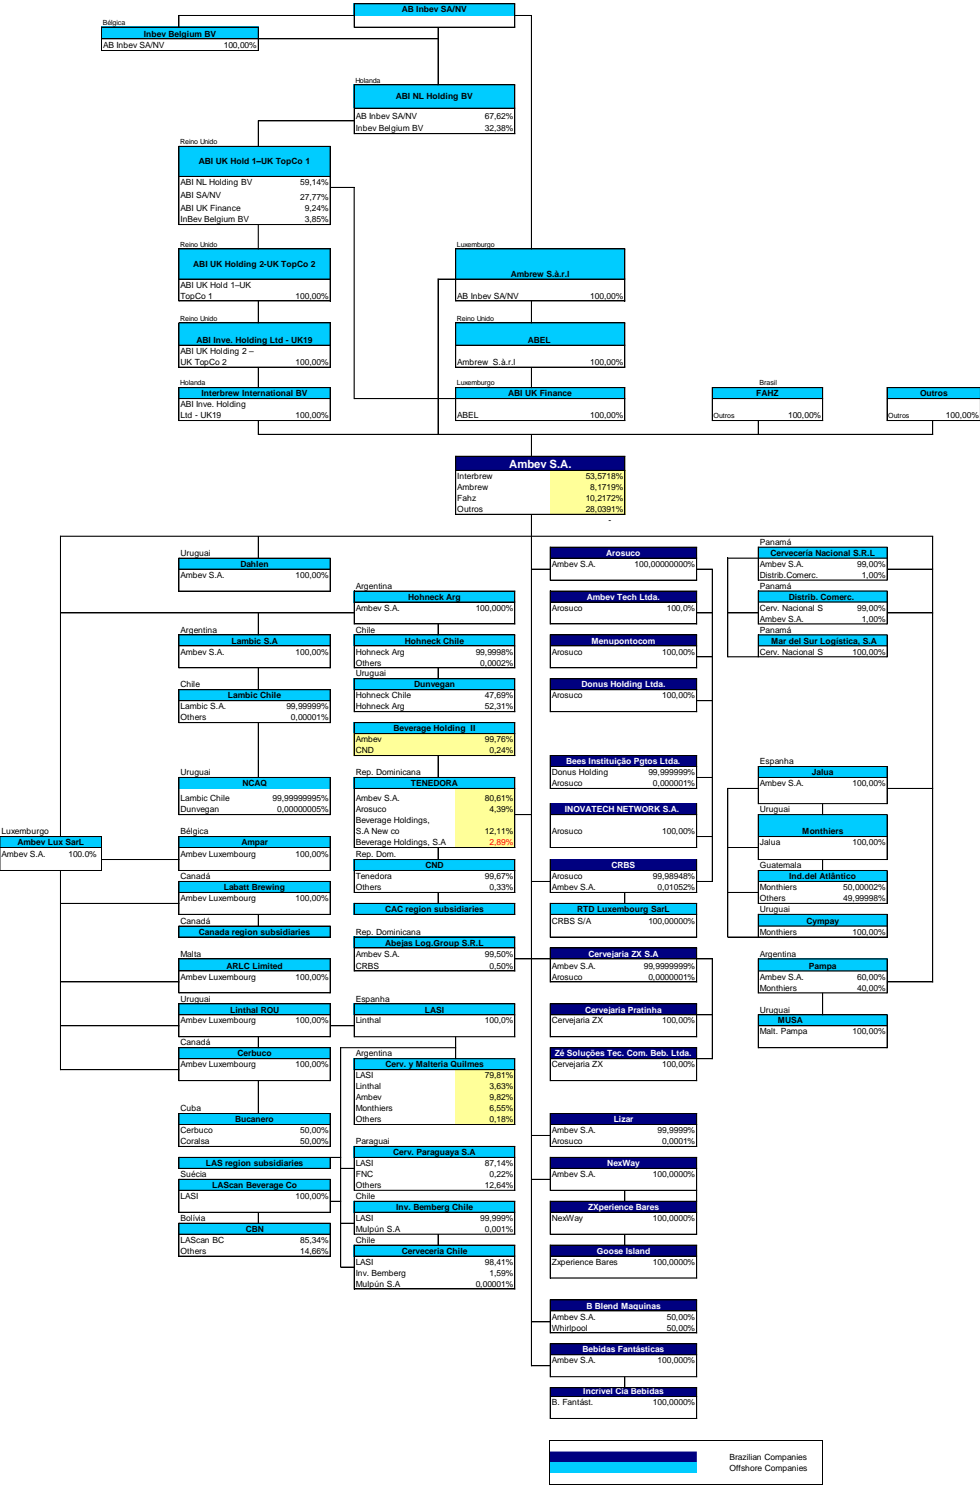 AB Inbev SA/NV
Bélgica
Inbev Belgium BV
AB Inbev SA/NV 100,00%
Holanda
ABI NL Holding BV
AB Inbev SA/NV 67,62%
Inbev Belgium BV 32,38%
Reino Unido
ABI UK Hold 1–UK TopCo 1
ABI NL Holding BV 59,14%
ABI SA/NV 27,77%
ABI UK Finance 9,24%
InBev Belgium BV 3,85%
Reino Unido
ABI UK Holding 2-UK TopCo 2
ABI UK Hold 1–UK
TopCo 1 100,00%
Luxemburgo
Ambrew S.à.r.l
AB Inbev SA/NV 100,00%
Reino Unido
ABI Inve. Holding Ltd - UK19
ABI UK Holding 2 –
UK TopCo 2 100,00%
Reino Unido
ABEL
Ambrew S.à.r.l 100,00%
Holanda
Interbrew International BV
ABI Inve. Holding
Ltd - UK19 100,00%
Luxemburgo
ABI UK Finance
ABEL 100,00%
Brasil
FAHZ
Outros 100,00%
Outros
Outros 100,00%
Ambev S.A.
Interbrew 53,5718%
Ambrew 8,1719%
Fahz 10,2172%
Outros 28,0391%
-
Luxemburgo
Ambev Lux SarL
Ambev S.A. 100.0%
Uruguai
Dahlen
Ambev S.A. 100,00%
Argentina
Lambic S.A
Ambev S.A. 100,00%
Chile
Lambic Chile
Lambic S.A. 99,99999%
Others 0,00001%
Uruguai
NCAQ
Lambic Chile 99,99999995%
Dunvegan 0,00000005%
Bélgica
Ampar
Ambev Luxembourg 100,00%
Canadá
Labatt Brewing
Ambev Luxembourg 100,00%
Canadá
Canada region subsidiaries
Malta
ARLC Limited
Ambev Luxembourg 100,00%
Uruguai
Linthal ROU
Ambev Luxembourg 100,00%
Canadá
Cerbuco
Ambev Luxembourg 100,00%
Cuba
Bucanero
Cerbuco 50,00%
Coralsa 50,00%
LAS region subsidiaries
Suécia
LAScan Beverage Co
LASI 100,00%
Bolívia
CBN
LAScan BC 85,34%
Others 14,66%
Argentina
Hohneck Arg
Ambev S.A. 100,000%
Chile
Hohneck Chile
Hohneck Arg 99,9998%
Others 0,0002%
Uruguai
Dunvegan
Hohneck Chile 47,69%
Hohneck Arg 52,31%
Beverage Holding II
Ambev 99,76%
CND 0,24%
Rep. Dominicana
TENEDORA
Ambev S.A. 80,61%
Arosuco 4,39%
Beverage Holdings,
S.A New co 12,11%
Beverage Holdings, S.A 2,89%
Rep. Dom.
CND
Tenedora 99,67%
Others 0,33%
CAC region subsidiaries
Rep. Dominicana
Abejas Log.Group S.R.L
Ambev S.A. 99,50%
CRBS 0,50%
Espanha
LASI
Linthal 100,0%
Argentina
Cerv. y Malteria Quilmes
LASI 79,81%
Linthal 3,63%
Ambev 9,82%
Monthiers 6,55%
Others 0,18%
Paraguai
Cerv. Paraguaya S.A
LASI 87,14%
FNC 0,22%
Others 12,64%
Chile
Inv. Bemberg Chile
LASI 99,999%
Mulpún S.A 0,001%
Chile
Cerveceria Chile
LASI 98,41%
Inv. Bemberg 1,59%
Mulpún S.A 0,00001%
Arosuco
Ambev S.A. 100,00000000%
Ambev Tech Ltda.
Arosuco 100,0%
Menupontocom
Arosuco 100,00%
Donus Holding Ltda.
Arosuco 100,00%
Bees Instituição Pgtos Ltda.
Donus Holding 99,999999%
Arosuco 0,000001%
INOVATECH NETWORK S.A.
Arosuco 100,00%
CRBS
Arosuco 99,98948%
Ambev S.A. 0,01052%
RTD Luxembourg SarL
CRBS S/A 100,00000%
Cervejaria ZX S.A
Ambev S.A. 99,9999999%
Arosuco 0,0000001%
Cervejaria Pratinha
Cervejaria ZX 100,00%
Zé Soluções Tec. Com. Beb. Ltda.
Cervejaria ZX 100,00%
Lizar
Ambev S.A. 99,9999%
Arosuco 0,0001%
NexWay
Ambev S.A. 100,0000%
ZXperience Bares
NexWay 100,0000%
Goose Island
Zxperience Bares 100,0000%
B Blend Maquinas
Ambev S.A. 50,00%
Whirlpool 50,00%
Bebidas Fantásticas
Ambev S.A. 100,000%
Incrivel Cia Bebidas
B. Fantást. 100,0000%
Panamá
Cervecería Nacional S.R.L
Ambev S.A. 99,00%
Distrib.Comerc. 1,00%
Panamá
Distrib. Comerc.
Cerv. Nacional S 99,00%
Ambev S.A. 1,00%
Panamá
Mar del Sur Logistica, S.A
Cerv. Nacional S 100,00%
Espanha
Jalua
Ambev S.A. 100,00%
Uruguai
Monthiers
Jalua 100,00%
Guatemala
Ind.del Atlântico
Monthiers 50,00002%
Others 49,99998%
Uruguai
Cympay
Monthiers 100,00%
Argentina
Pampa
Ambev S.A. 60,00%
Monthiers 40,00%
Uruguai
MUSA
Malt. Pampa 100,00%
Brazilian Companies
Offshore Companies